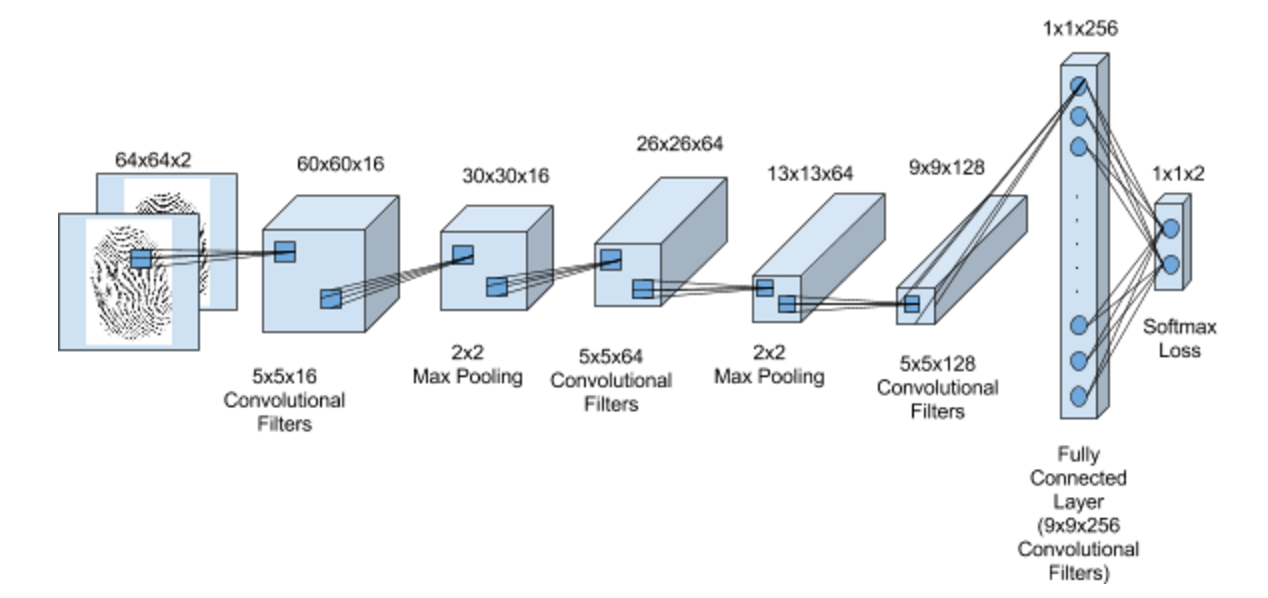 64x64x2
60x60x16
30x30x16
26x26x64
13x13x64
9x9x128
1x1x256
1x1x2
5x5x16
Convolutional
Filters
2x2
Max Pooling
5x5x64
Convolutional
Filters
2x2
Max Pooling
5x5x128
Convolutional
Filters
Fully
Connected
Layer
(9x9x256
Convolutional
Filters)
Softmax
Loss